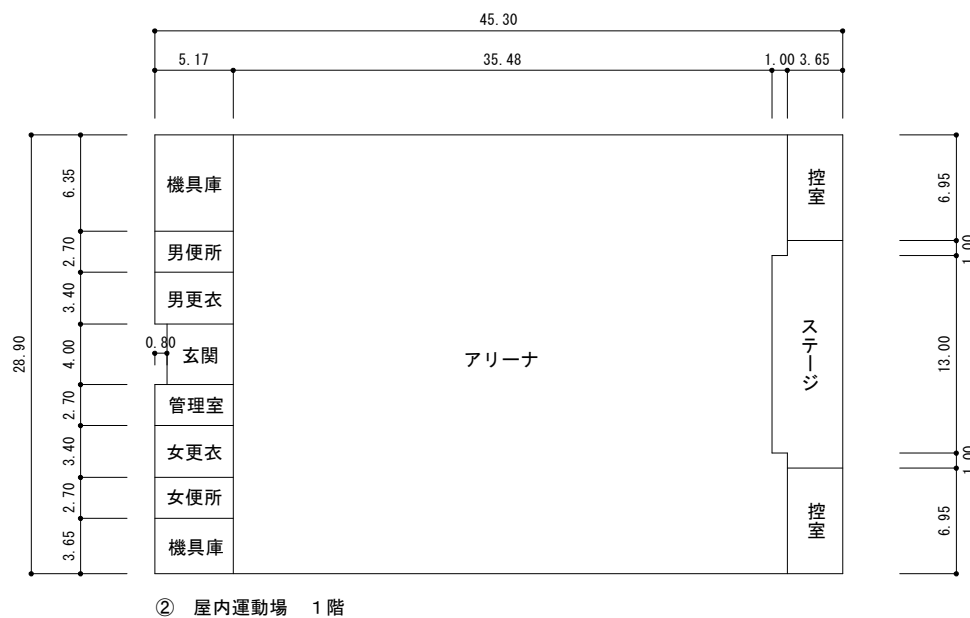 45.30
5.17
35.48
1.00
3.65
28.90
6.35
2.70
3.40
4.00
2.70
3.40
2.70
3.65
0.80
機具庫
男便所
男更衣
玄関
管理室
女更衣
女便所
機具庫
アリーナ
控室
ステージ
控室
6.95
1.00
13.00
1.00
6.95
② 屋内運動場 1階